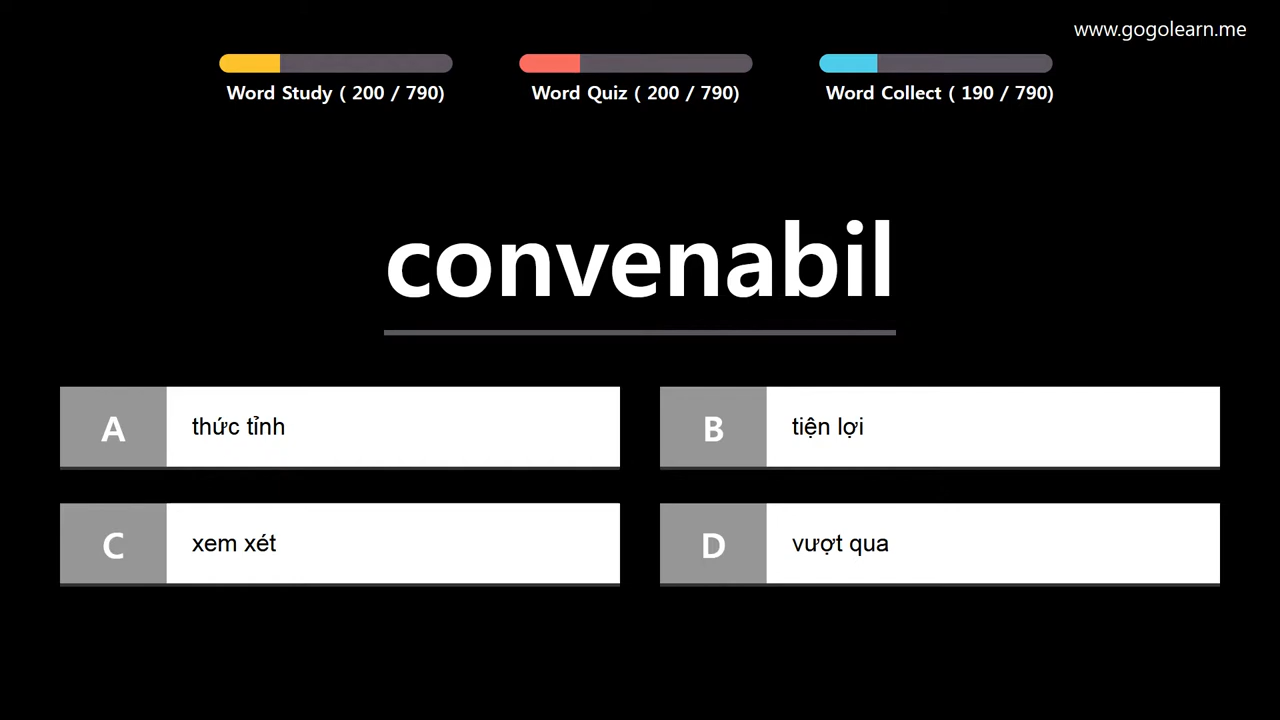 www.gogolearn.me
Word Study ( 200 / 790)
Word Quiz ( 200 / 790)
Word Collect ( 190 / 790)
convenabil
A
thức tỉnh
B
tiện lợi
C
xem xét
D
vượt qua